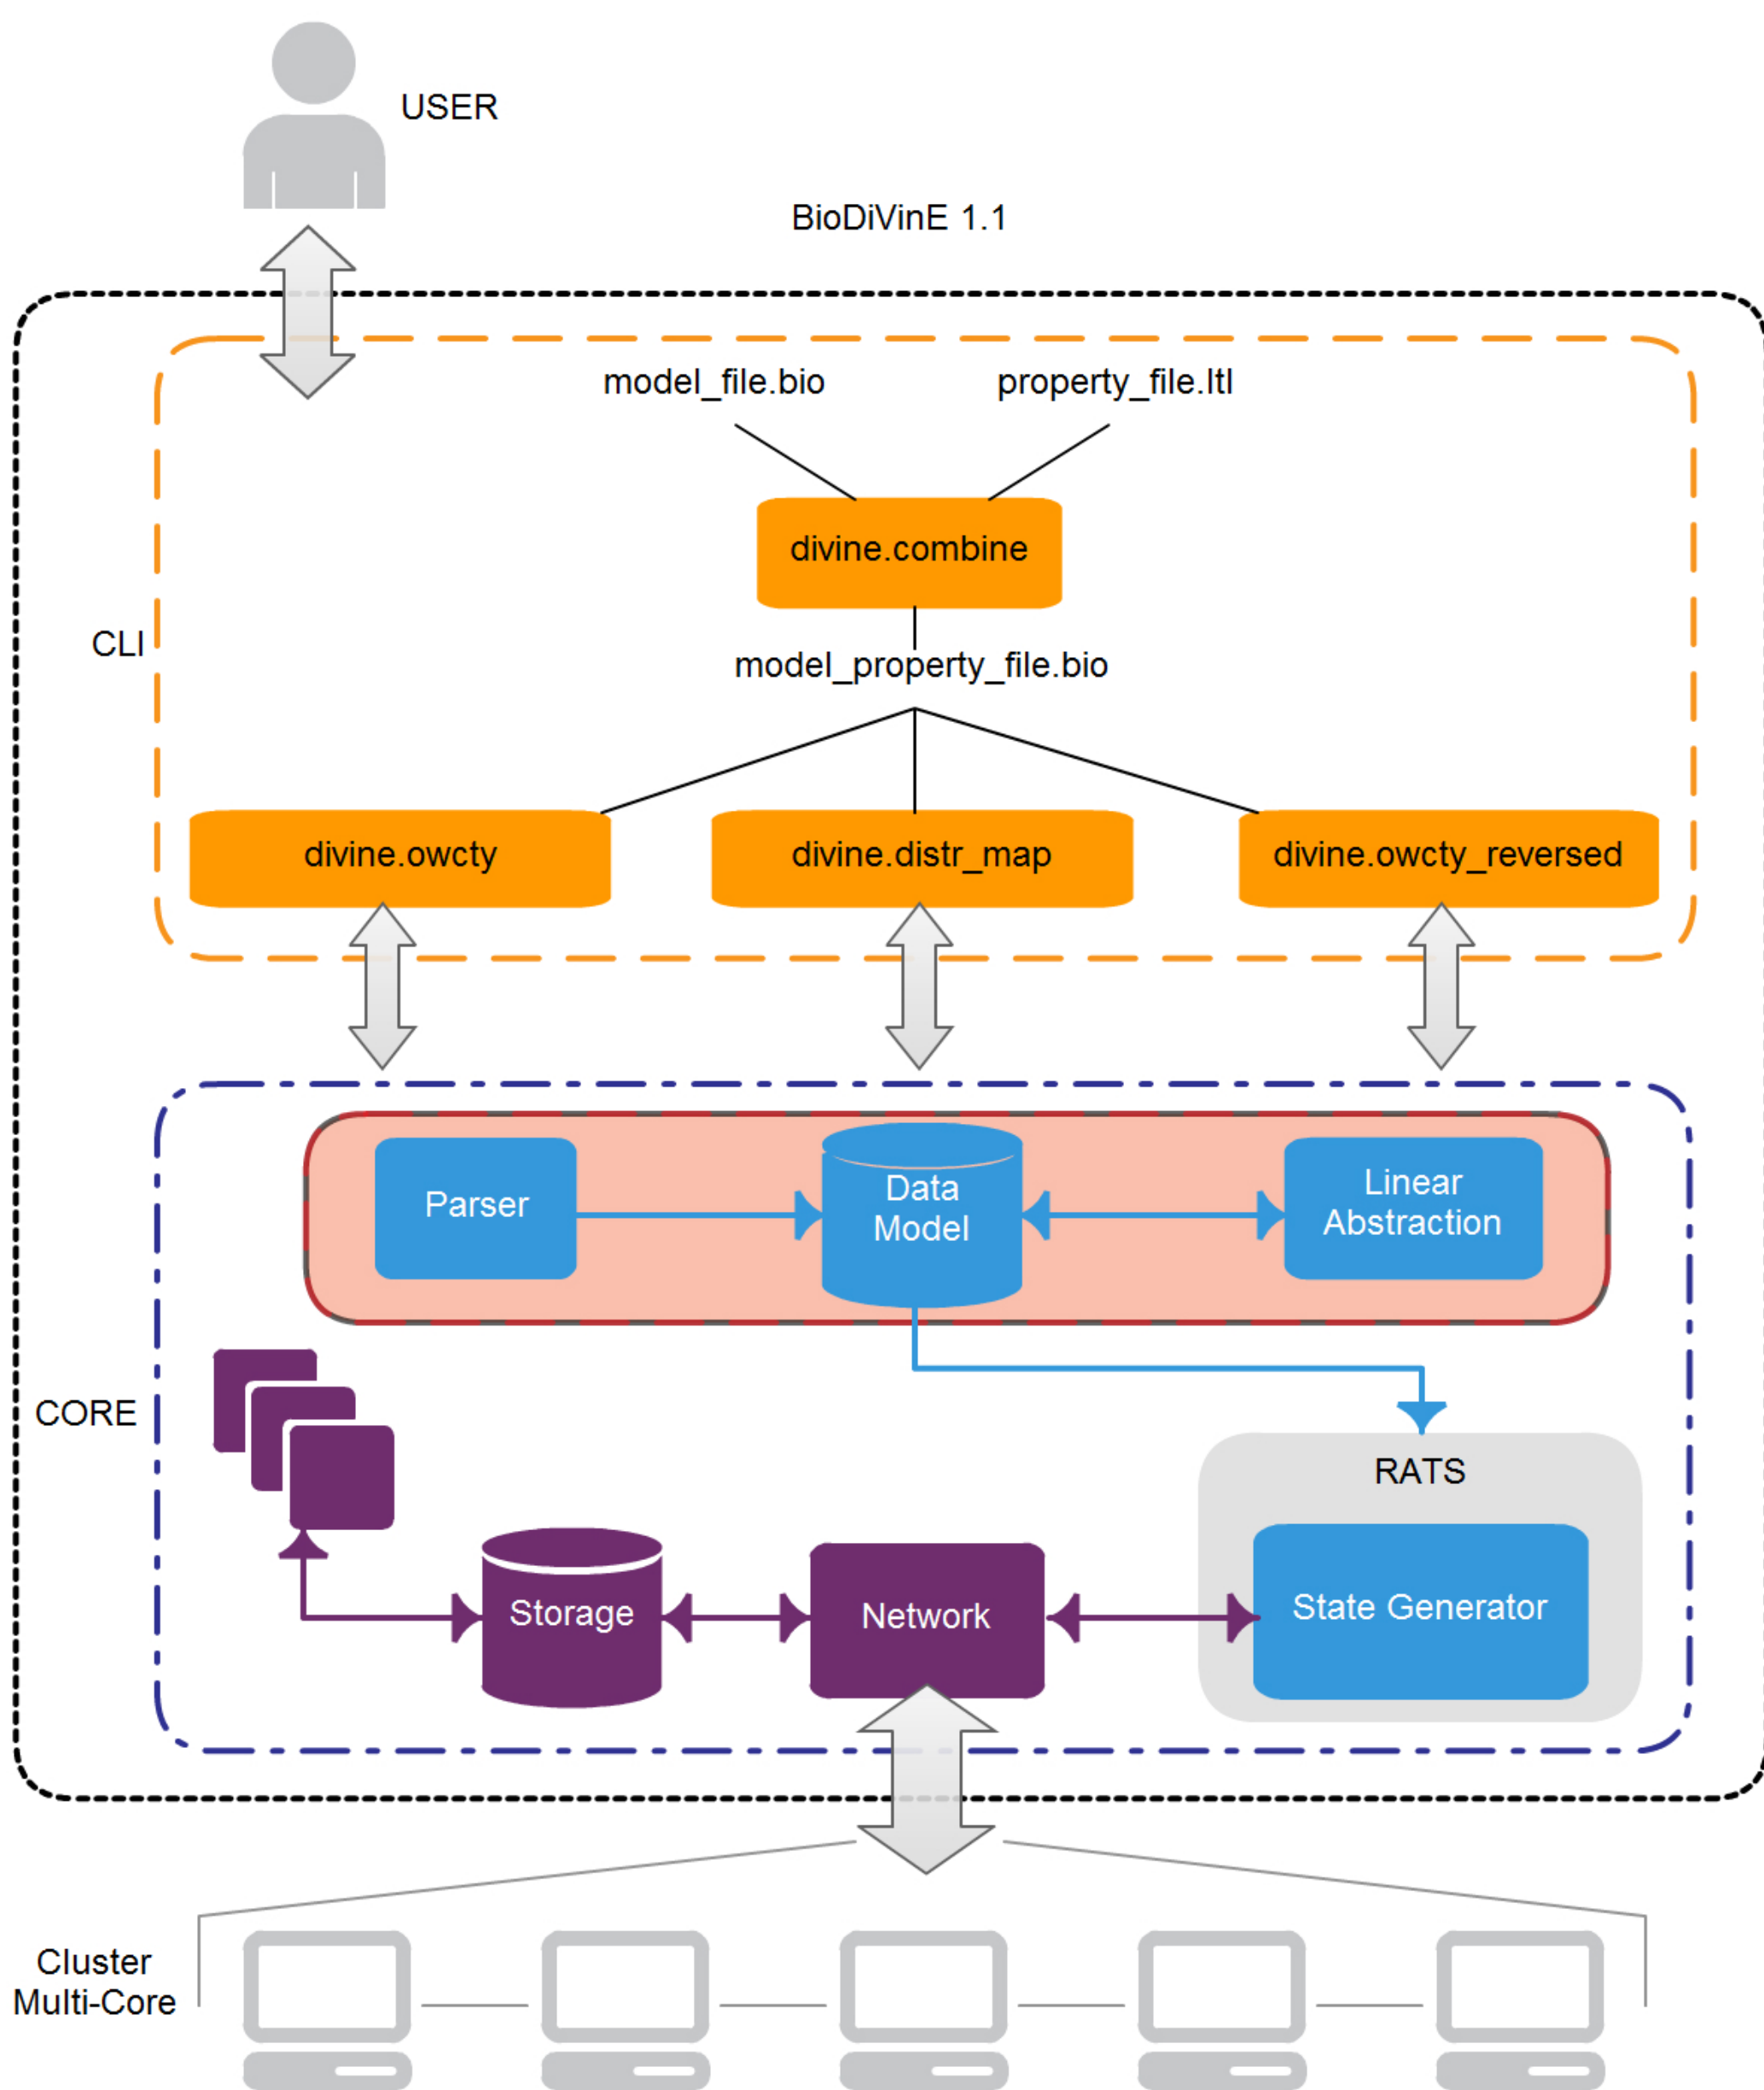 USER
BioDiVinE 1.1
model_file.bio
property_file.ltl
divine.combine
CLI
model_property_file.bio
divine.owcty
divine.distr_map
divine.owcty_reversed
Parser
Data
Model
Linear
Abstraction
CORE
RATS
Storage
Network
State Generator
Cluster
Multi-Core